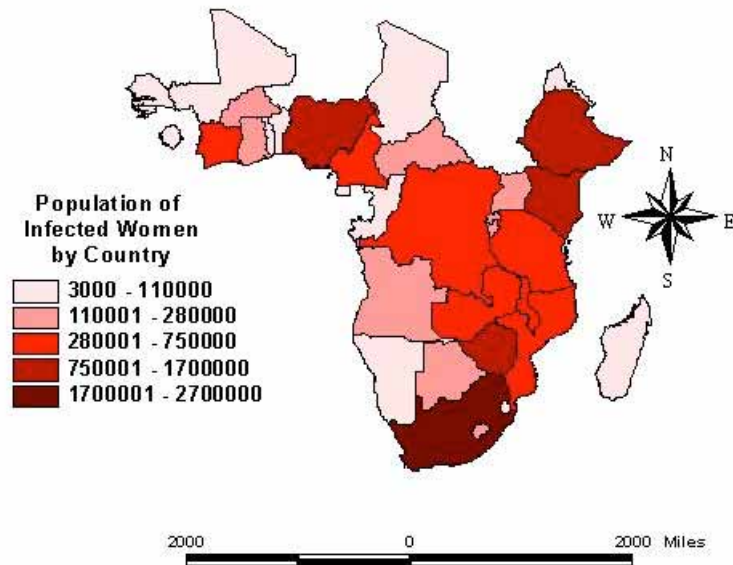 N
W E
S
Population of
Infected Women
by Country
3000 - 110000
110001 - 280000
280001 - 750000
750001 - 1700000
1700001 - 2700000
2000 0 2000 Miles